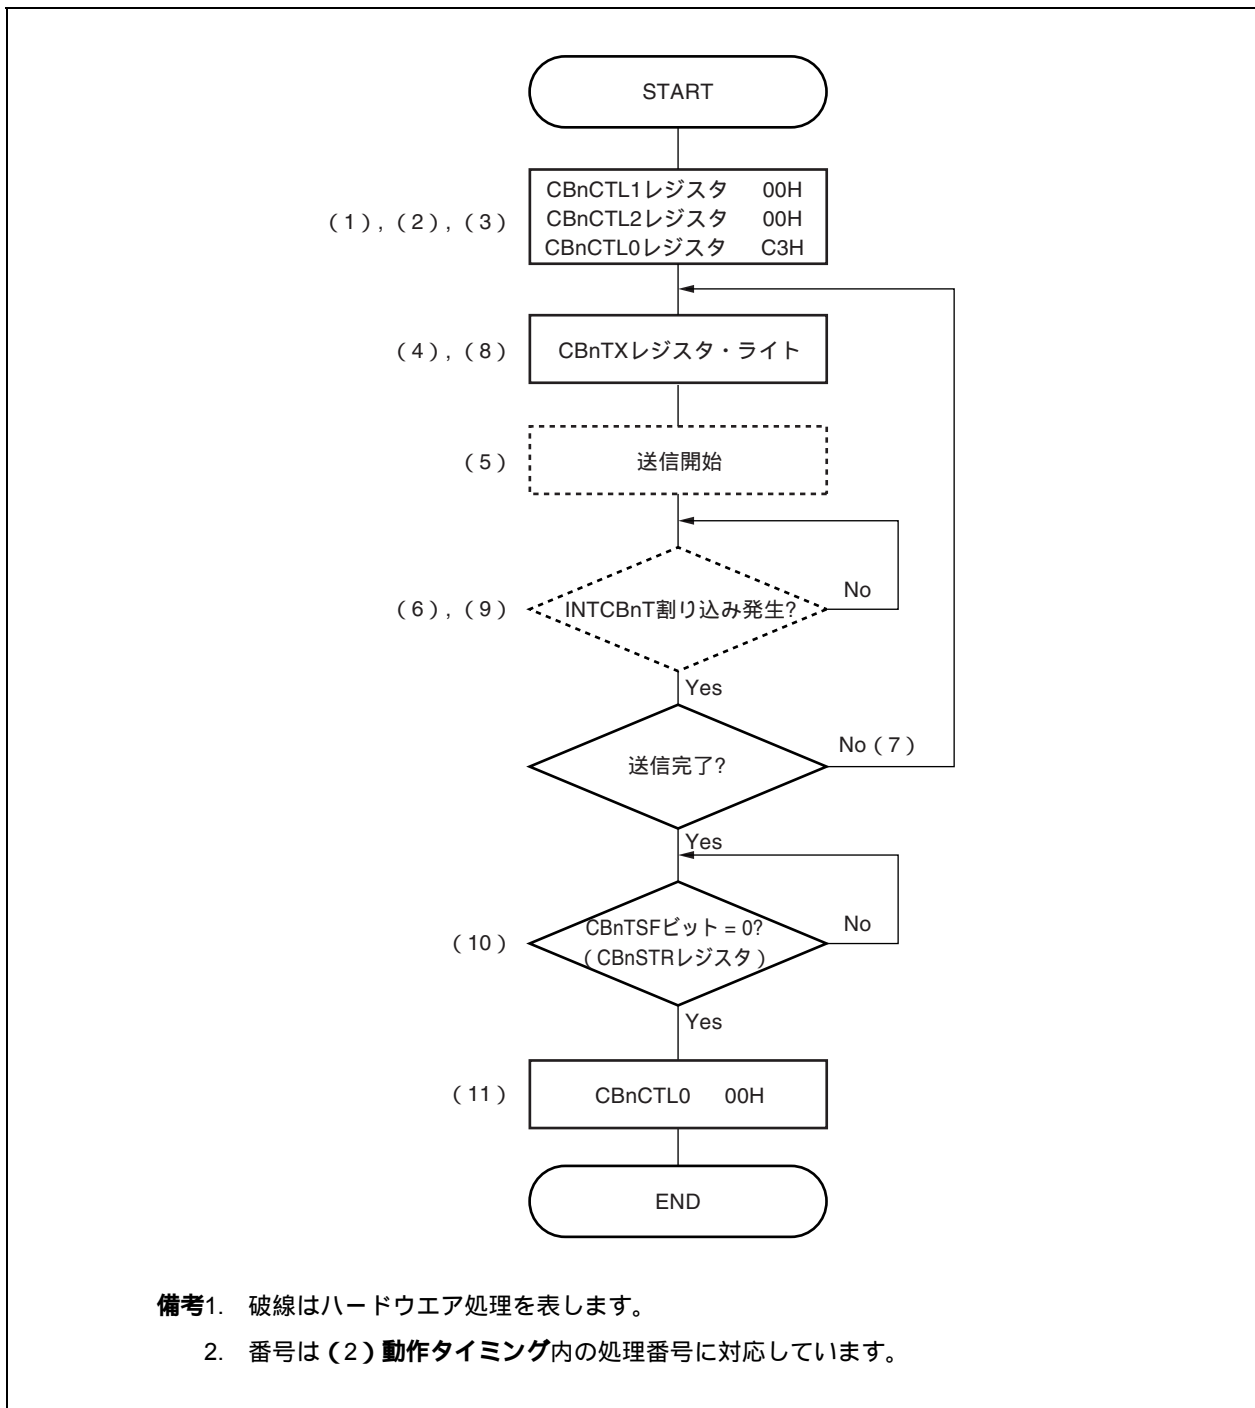 START
CBnCTL1レジスタ 00H
(1), (2), (3) CBnCTL2レジスタ 00H
CBnCTL0レジスタ C3H
(4), (8) CBnTXレジスタ・ライト
(5) 送信開始
(6), (9) INTCBnT割り込み発生? No
Yes
送信完了? No (7)
Yes
CBnTSFビット = 0? No
(10) (CBnSTRレジスタ)
Yes
(11) CBnCTL0 00H
END
備考1. 破線はハードウエア処理を表します。
2. 番号は(2)動作タイミング内の処理番号に対応しています。